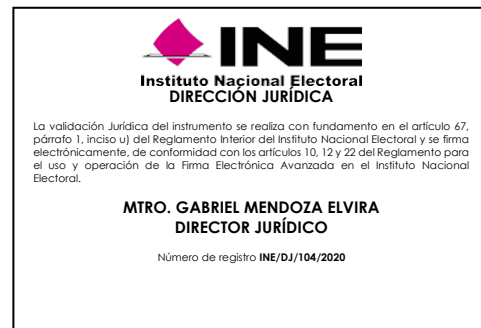 INE
Instituto Nacional Electoral
DIRECCIÓN JURÍDICA
La validación Jurídica del instrumento se realiza con fundamento en el artículo 67,
párrafo 1, inciso u) del Reglamento Interior del Instituto Nacional Electoral y se firma
electrónicamente, de conformidad con los artículos 10, 12 y 22 del Reglamento para
el uso y operación de la Firma Electrónica Avanzada en el Instituto Nacional
Electoral.
MTRO. GABRIEL MENDOZA ELVIRA
DIRECTOR JURÍDICO
Número de registro INE/DJ/104/2020